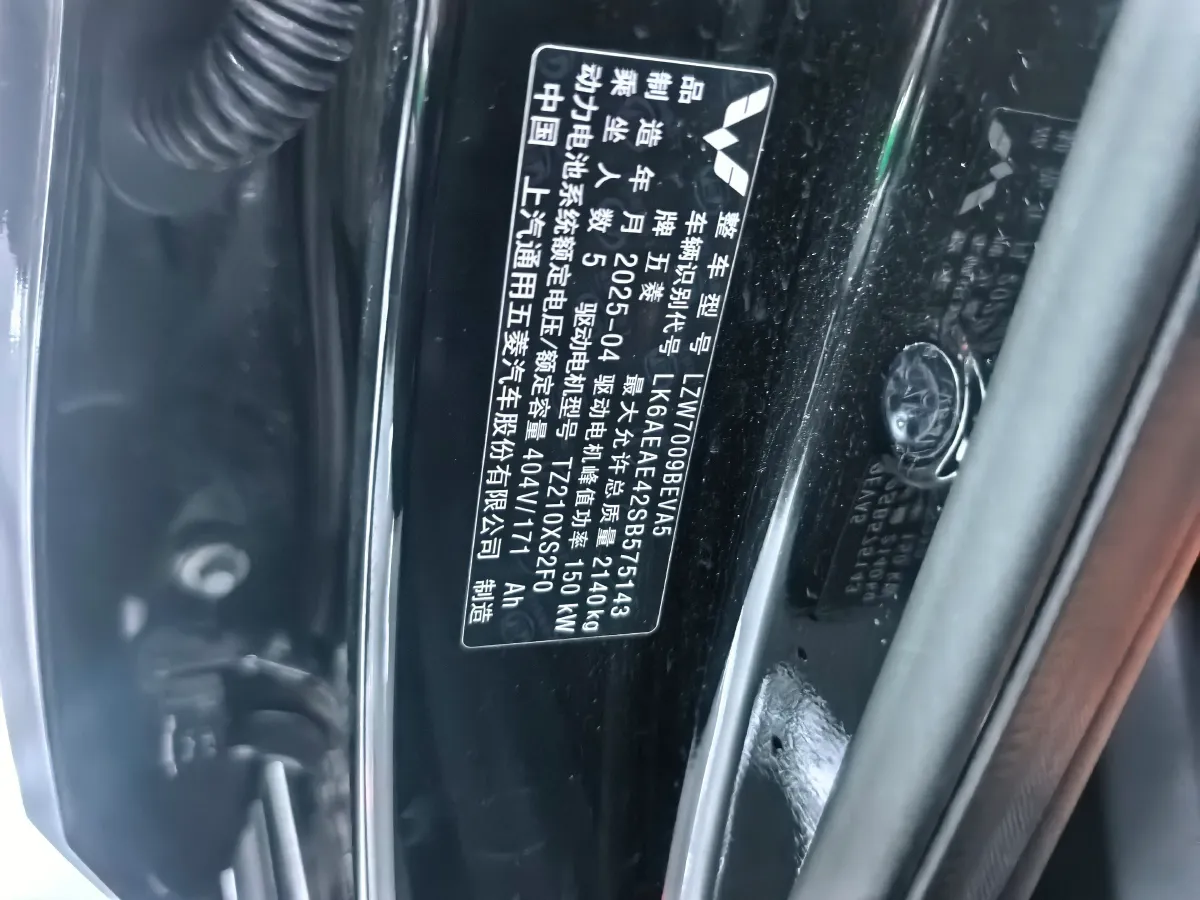 整车型号 LZW7009BEVA5
车辆识别代号 LK6AEAE42SB575143
品牌 五菱 最大允许总质量 2140kg
制造年月 2025-04 驱动电机峰值功率 150 kW
乘坐人数 5 驱动电机型号 TZ210XS2F0
动力电池系统额定电压/额定容量 404V/171 Ah
中国 上汽通用五菱汽车股份有限公司 制造